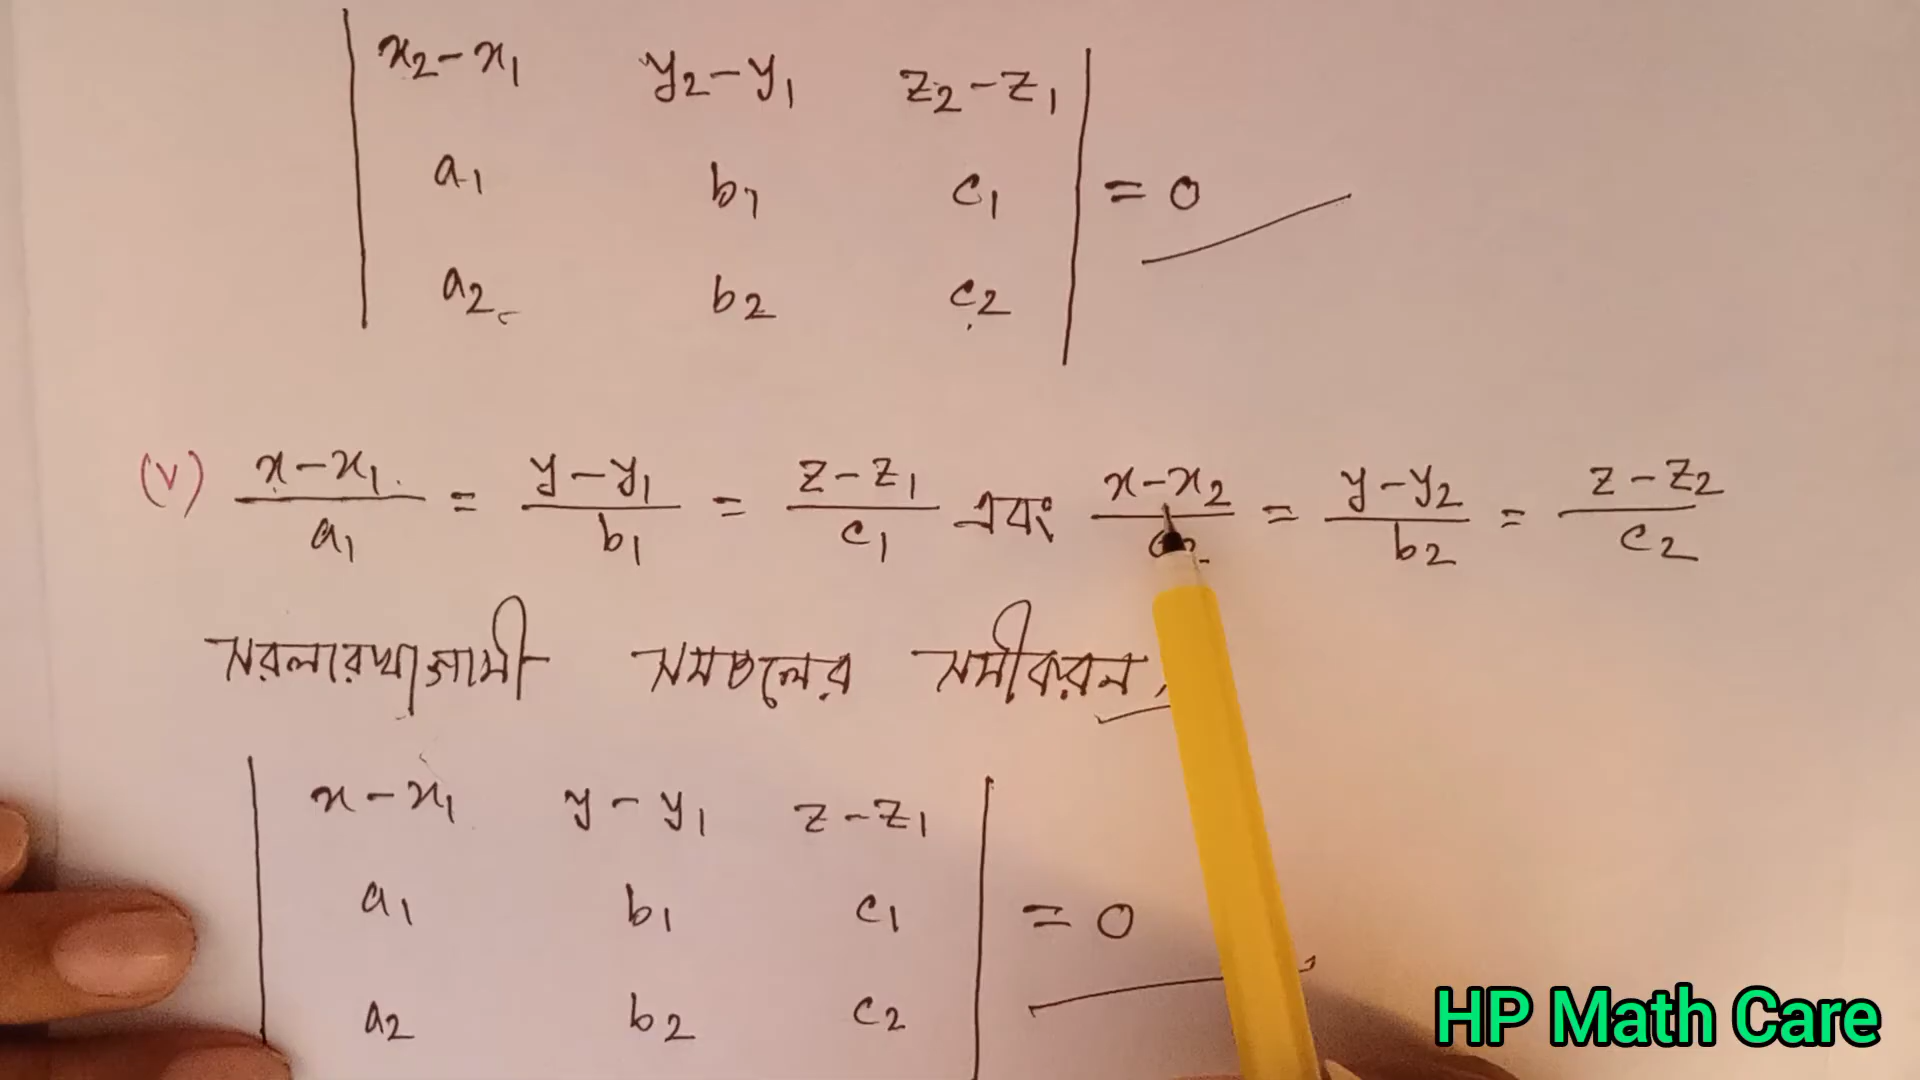 | x₂-x₁ y₂-y₁ z₂-z₁ |
| a₁ b₁ c₁ | = 0
| a₂ b₂ c₂ |
(v) (x-x₁)/a₁ = (y-y₁)/b₁ = (z-z₁)/c₁ এবং (x-x₂)/a₂ = (y-y₂)/b₂ = (z-z₂)/c₂
সরলরেখাগামী সমতলের সমীকরন,
| x-x₁ y-y₁ z-z₁ |
| a₁ b₁ c₁ | = 0
| a₂ b₂ c₂ |
HP Math Care